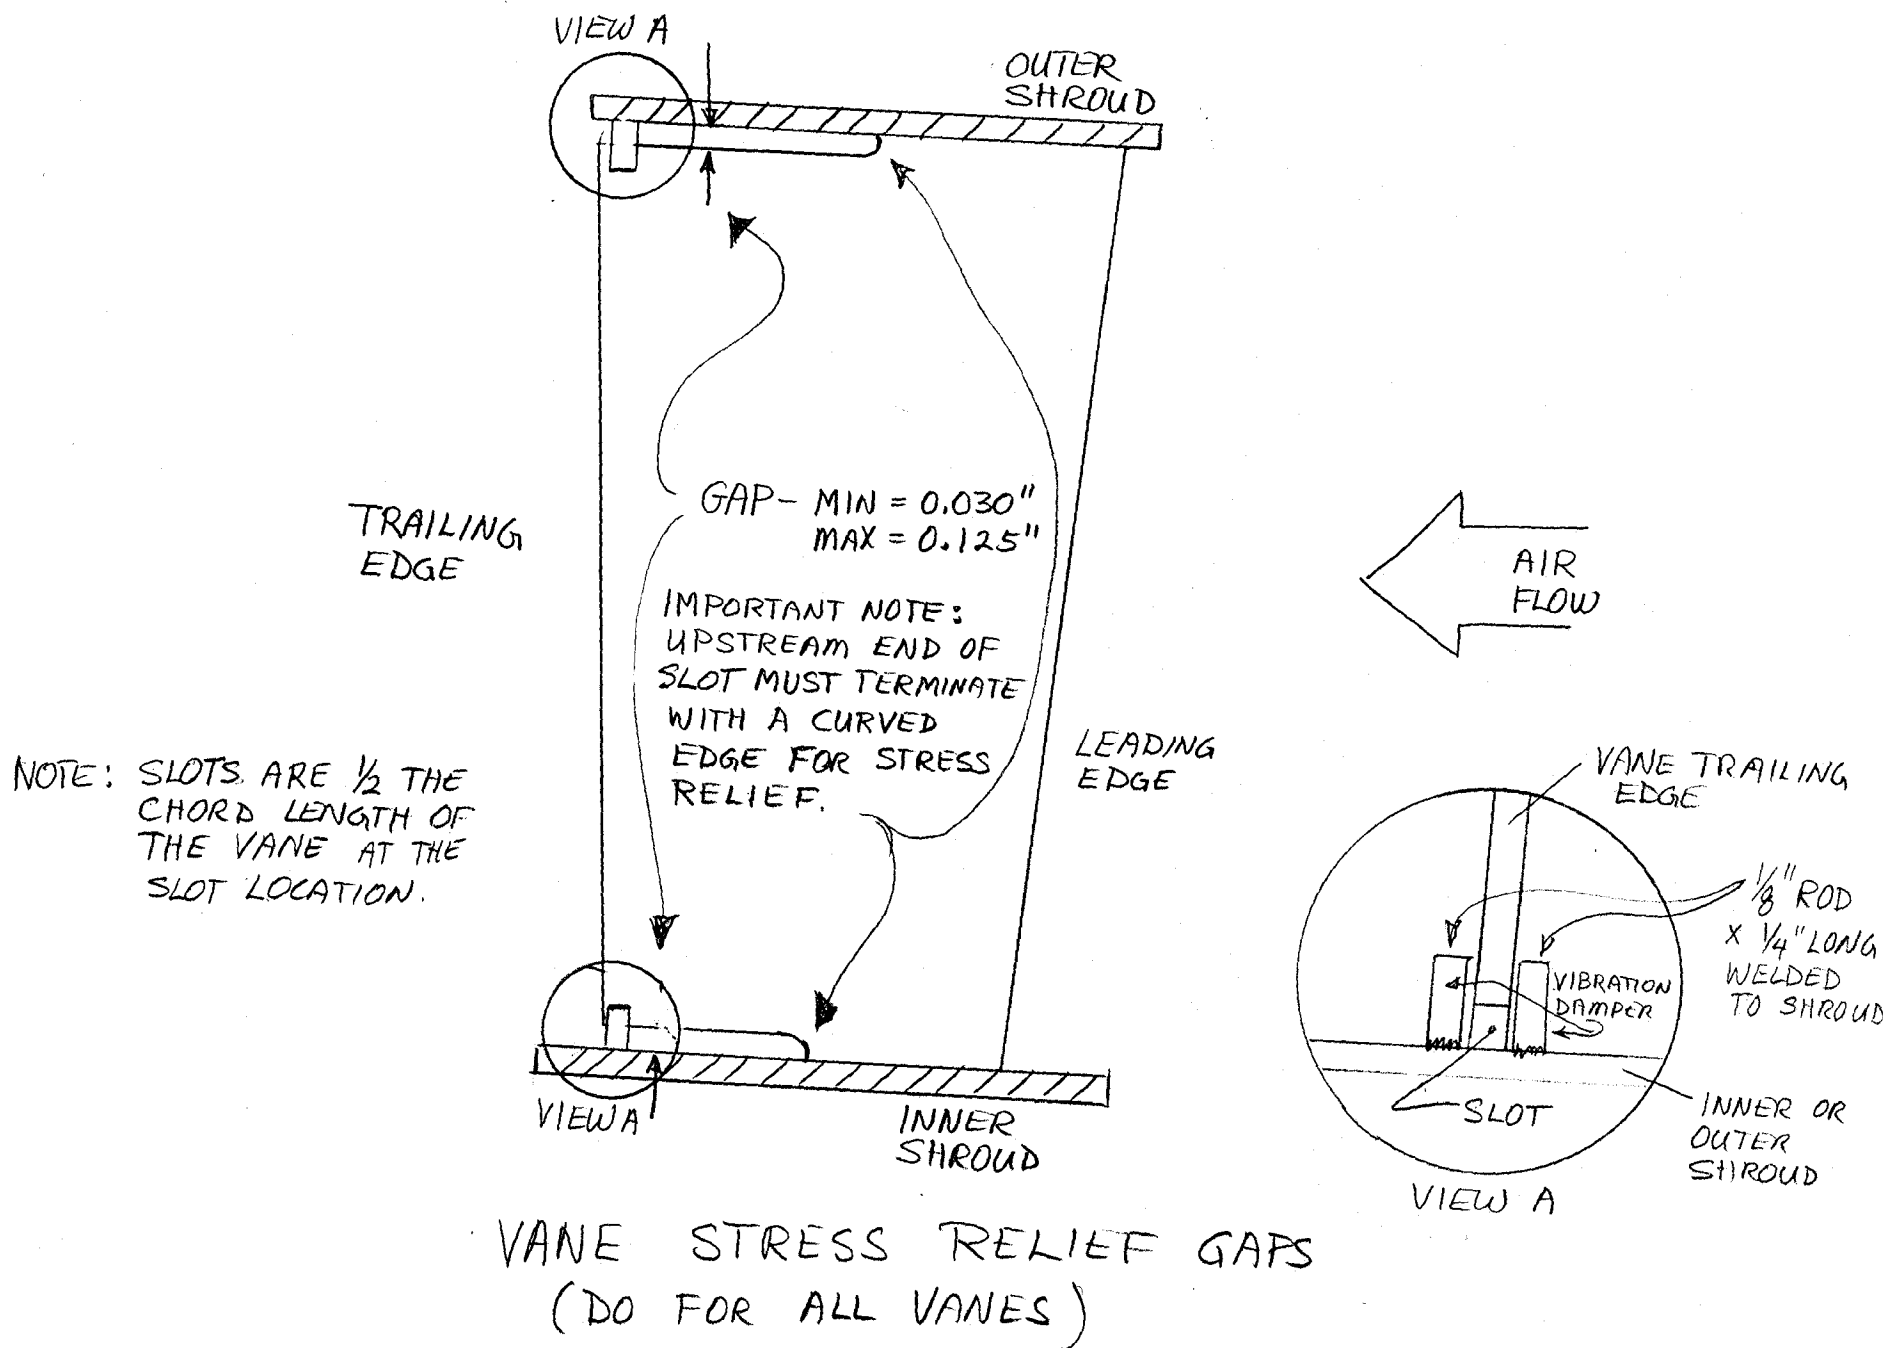 VIEW A
OUTER
SHROUD
TRAILING
EDGE
GAP- MIN = 0.030"
MAX = 0.125"
IMPORTANT NOTE:
UPSTREAM END OF
SLOT MUST TERMINATE
WITH A CURVED
EDGE FOR STRESS
RELIEF.
AIR
FLOW
LEADING
EDGE
NOTE: SLOTS ARE ½ THE
CHORD LENGTH OF
THE VANE AT THE
SLOT LOCATION.
VANE TRAILING
EDGE
⅛" ROD
X ¼" LONG
WELDED
TO SHROUD
VIBRATION
DAMPER
SLOT
INNER OR
OUTER
SHROUD
VIEW A
VIEW A
INNER
SHROUD
VANE STRESS RELIEF GAPS
(DO FOR ALL VANES)